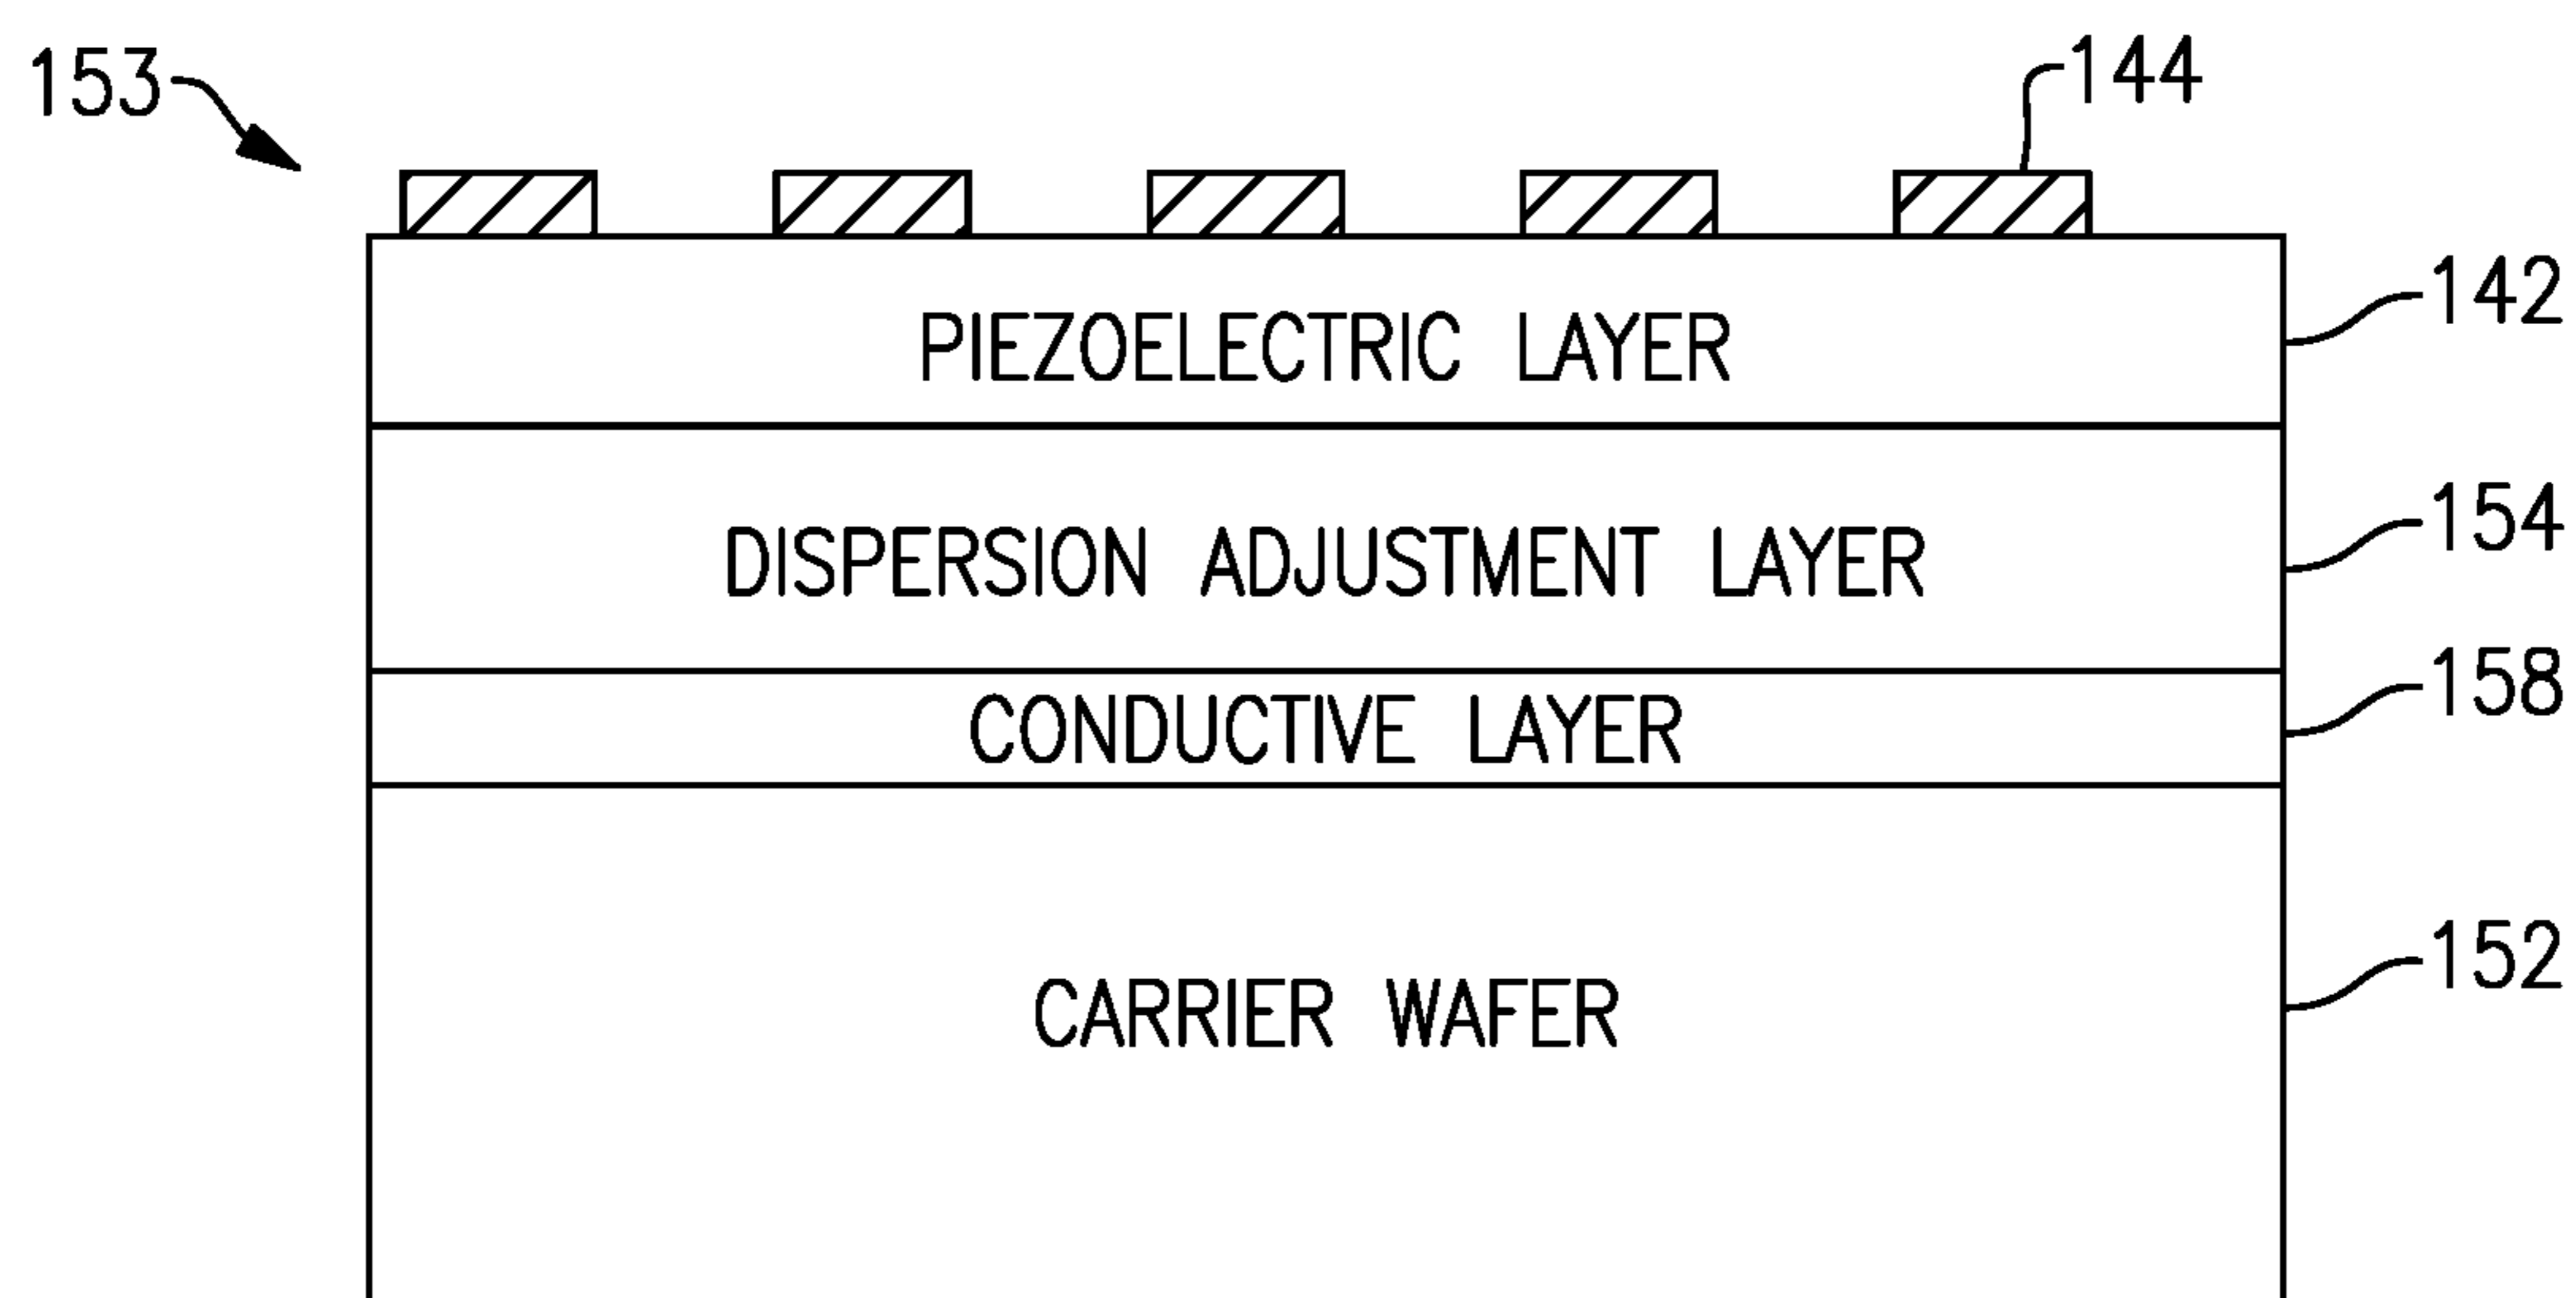 153
144
142
PIEZOELECTRIC LAYER
154
DISPERSION ADJUSTMENT LAYER
158
CONDUCTIVE LAYER
152
CARRIER WAFER